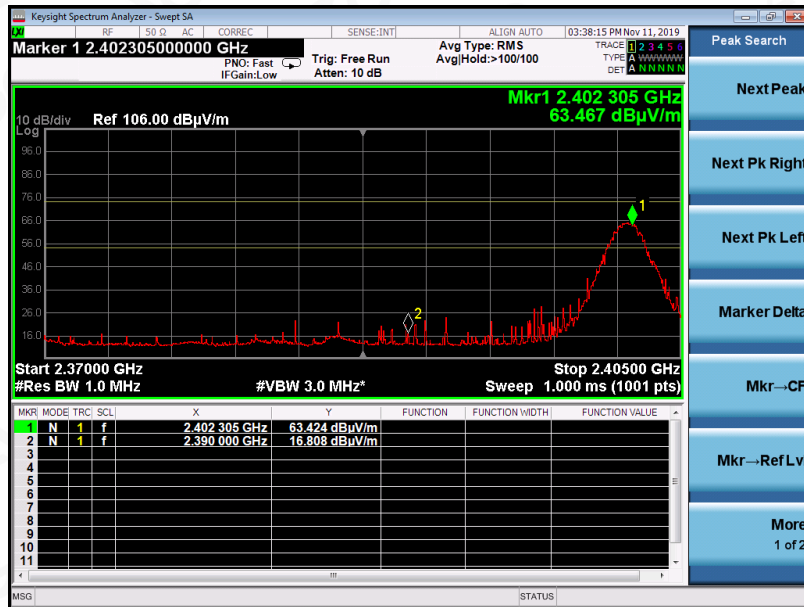 Keysight Spectrum Analyzer - Swept SA
LXI RF 50 Ω AC CORREC SENSE:INT ALIGN AUTO 03:38:15 PM Nov 11, 2019
Marker 1 2.402305000000 GHz
PNO: Fast
IFGain:Low
Trig: Free Run
Atten: 10 dB
Avg Type: RMS
Avg|Hold:>100/100
TRACE 1 2 3 4 5 6
TYPE A WWWWW
DET A N N N N N
Mkr1 2.402 305 GHz
63.467 dBµV/m
10 dB/div Ref 106.00 dBµV/m
Log
96.0
86.0
76.0
66.0
56.0
46.0
36.0
26.0
16.0
1
2
Start 2.37000 GHz Stop 2.40500 GHz
#Res BW 1.0 MHz #VBW 3.0 MHz* Sweep 1.000 ms (1001 pts)
MKR MODE TRC SCL X Y FUNCTION FUNCTION WIDTH FUNCTION VALUE
1 N 1 f 2.402 305 GHz 63.424 dBµV/m
2 N 1 f 2.390 000 GHz 16.808 dBµV/m
3
4
5
6
7
8
9
10
11
MSG STATUS
Peak Search
Next Peak
Next Pk Right
Next Pk Left
Marker Delta
Mkr→CF
Mkr→Ref Lv
More
1 of 2